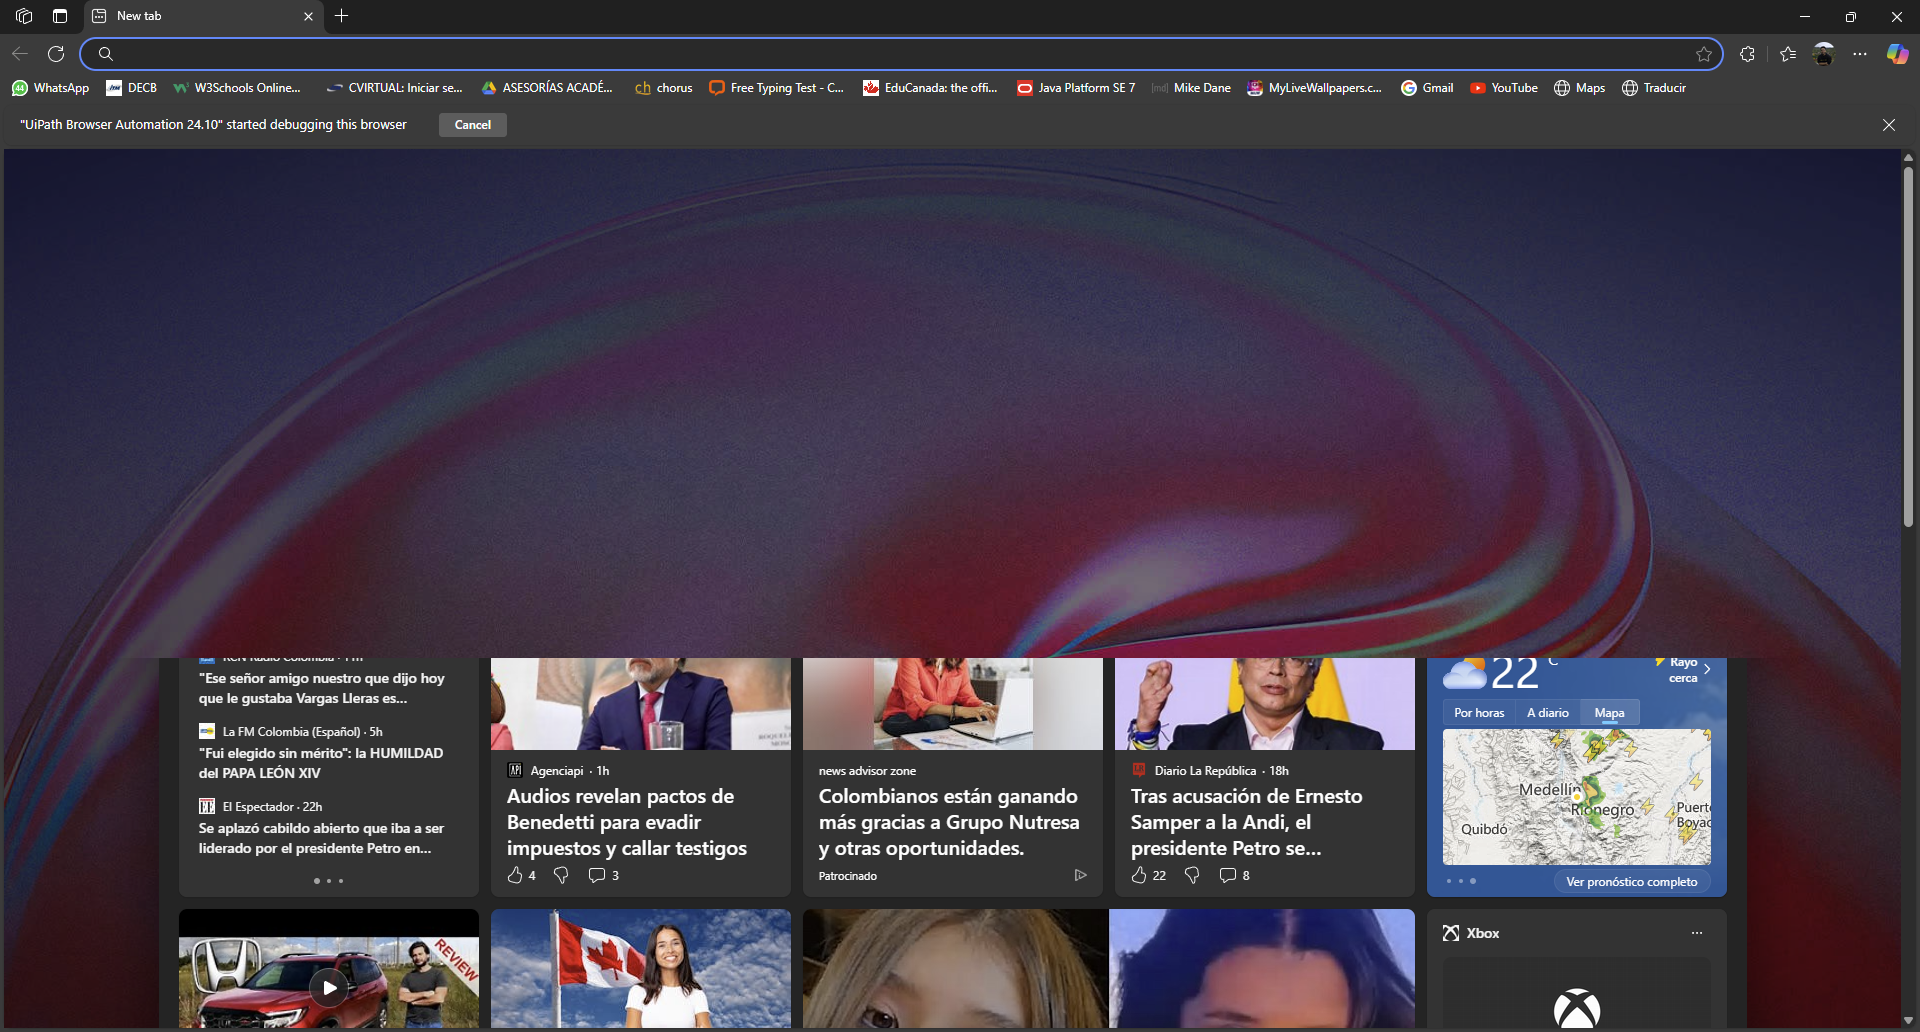 New tab
44
WhatsApp
DECB
W3Schools Online...
CVIRTUAL: Iniciar se...
ASESORÍAS ACADÉ...
ch chorus
Free Typing Test - C...
EduCanada: the offi...
Java Platform SE 7
[md] Mike Dane
MyLiveWallpapers.c...
Gmail
YouTube
Maps
Traducir
"UiPath Browser Automation 24.10" started debugging this browser
Cancel
"Ese señor amigo nuestro que dijo hoy
que le gustaba Vargas Lleras es...
La FM Colombia (Español) · 5h
"Fui elegido sin mérito": la HUMILDAD
del PAPA LEÓN XIV
EE El Espectador · 22h
Se aplazó cabildo abierto que iba a ser
liderado por el presidente Petro en...
API Agenciapi · 1h
Audios revelan pactos de
Benedetti para evadir
impuestos y callar testigos
4
3
news advisor zone
Colombianos están ganando
más gracias a Grupo Nutresa
y otras oportunidades.
Patrocinado
Diario La República · 18h
Tras acusación de Ernesto
Samper a la Andi, el
presidente Petro se...
22
8
22 °C
Rayo
cerca
Por horas
A diario
Mapa
Medellín
Rionegro
Quibdó
Puert
Boyac
Ver pronóstico completo
REVIEW
Xbox